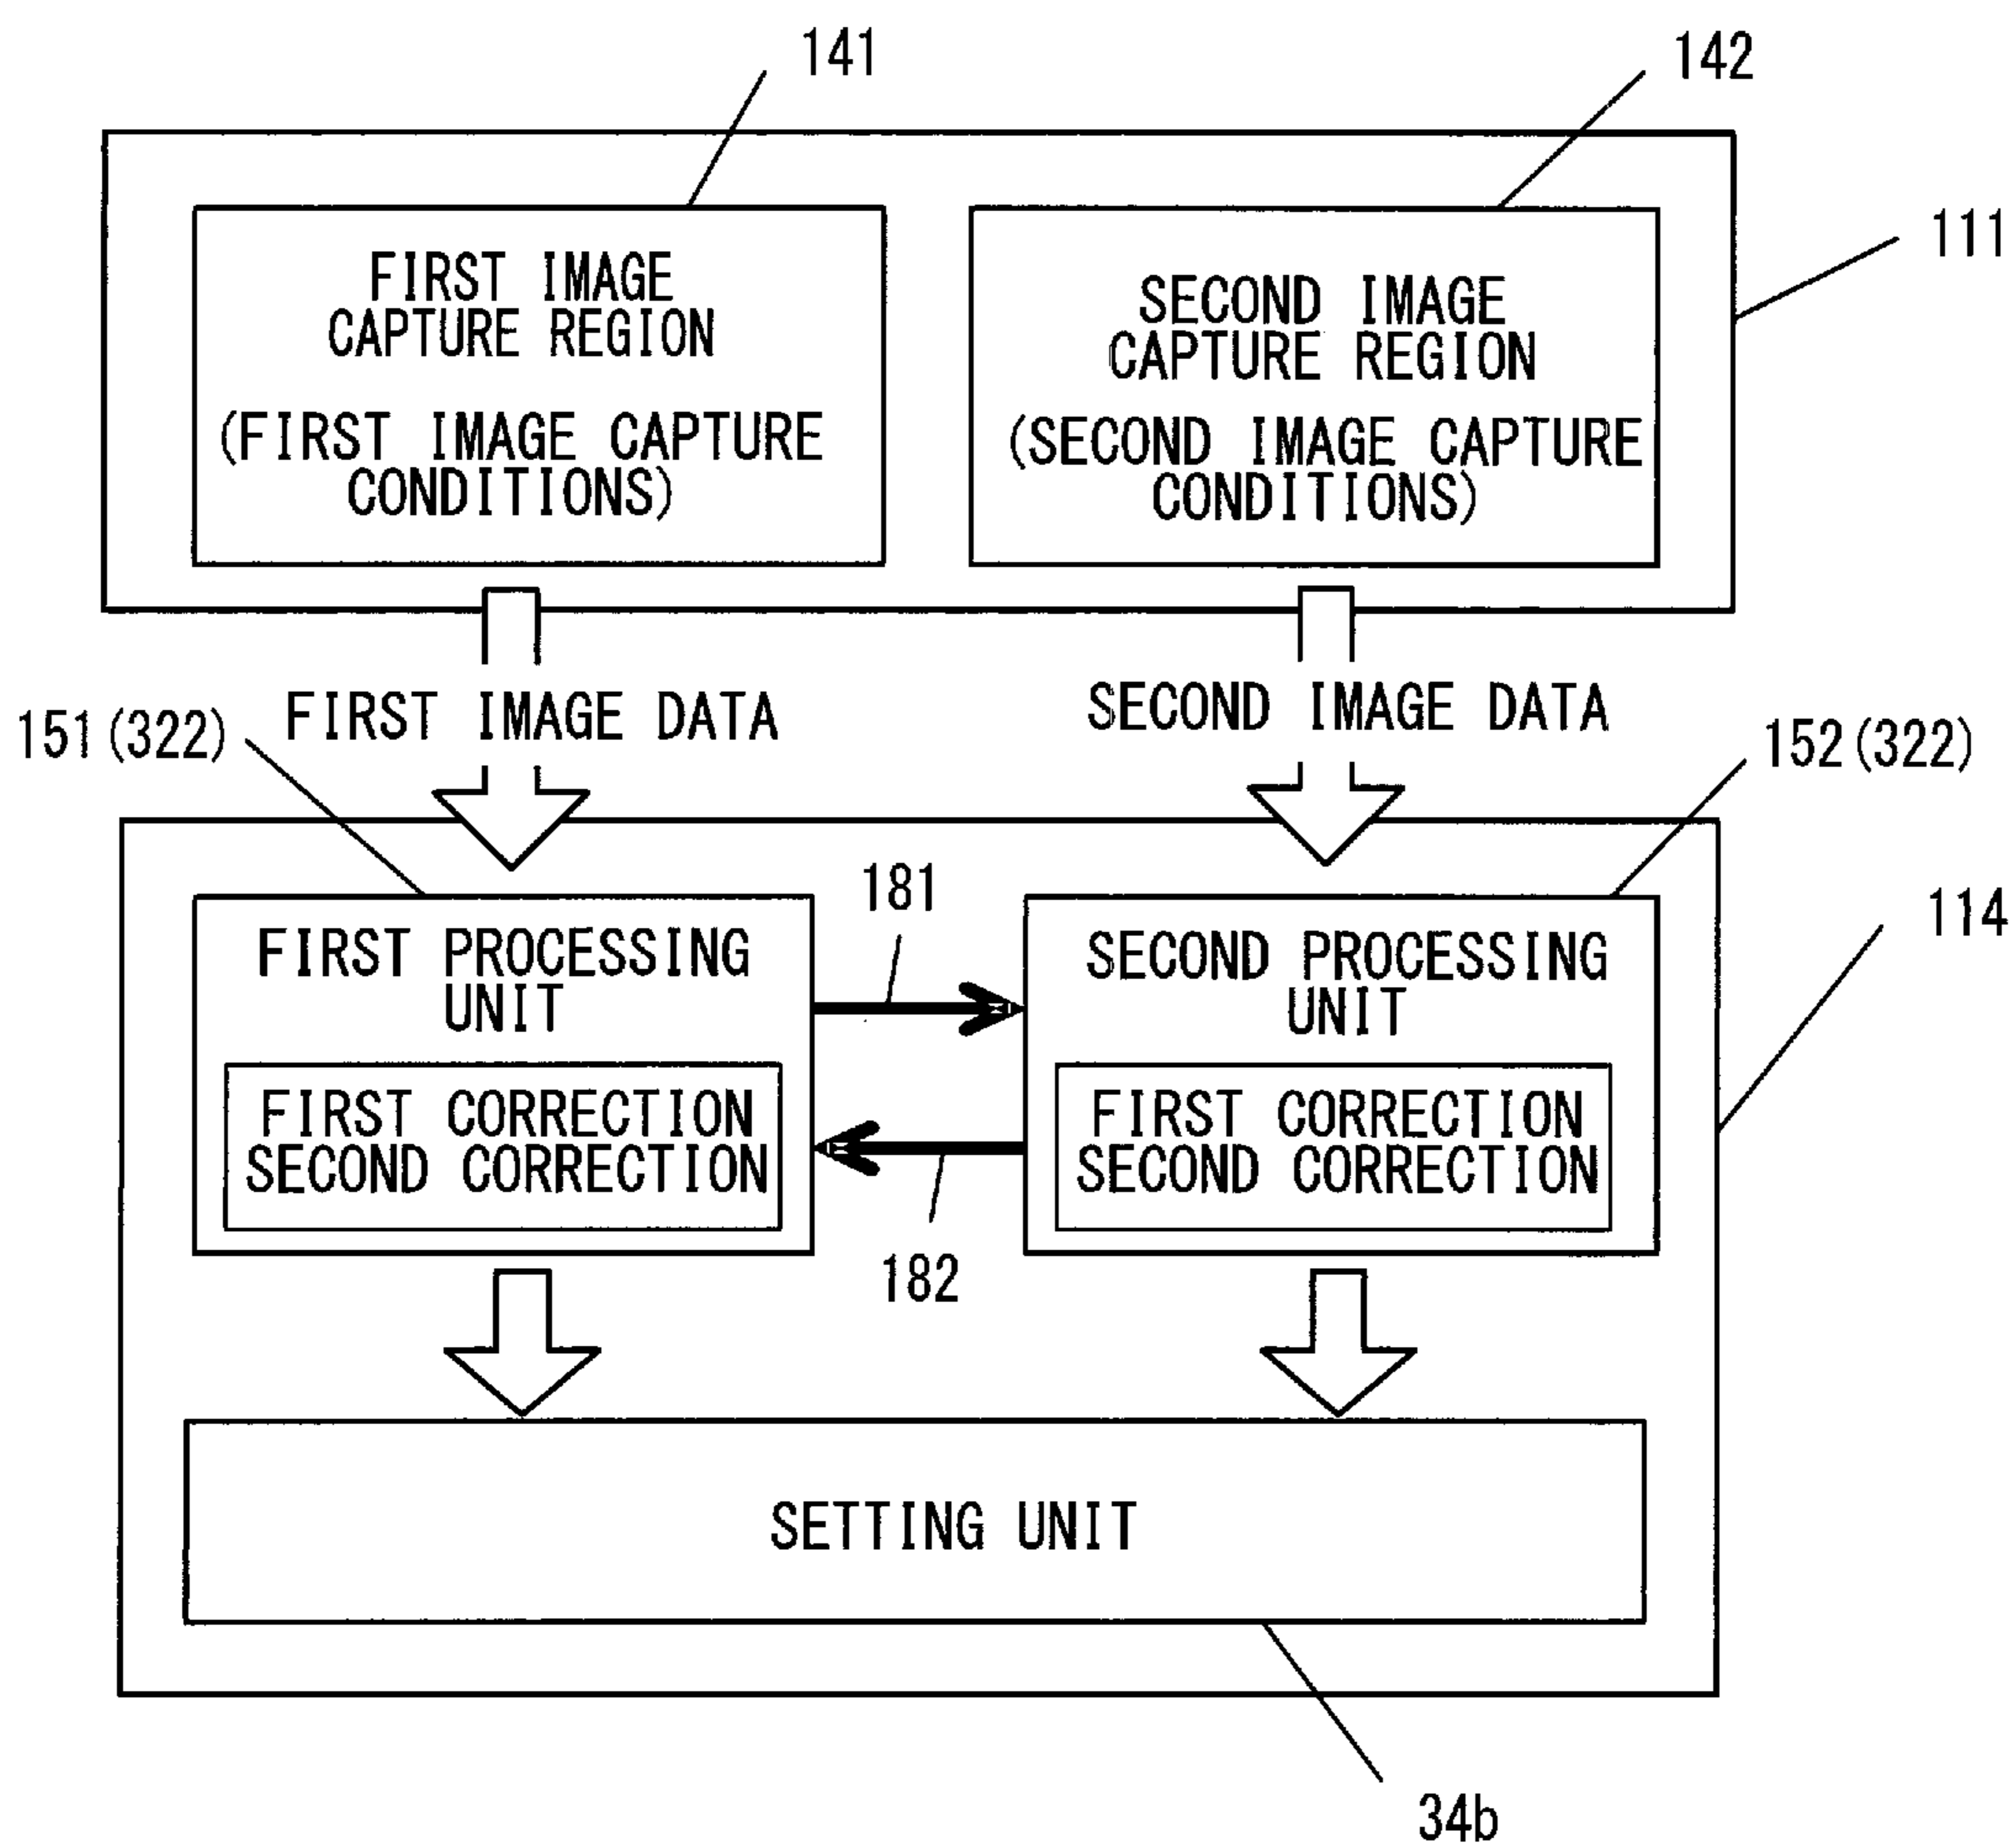 141
142
111
FIRST IMAGE
CAPTURE REGION
(FIRST IMAGE CAPTURE
CONDITIONS)
SECOND IMAGE
CAPTURE REGION
(SECOND IMAGE CAPTURE
CONDITIONS)
151(322)
FIRST IMAGE DATA
SECOND IMAGE DATA
152(322)
114
181
FIRST PROCESSING
UNIT
FIRST CORRECTION
SECOND CORRECTION
SECOND PROCESSING
UNIT
FIRST CORRECTION
SECOND CORRECTION
182
SETTING UNIT
34b